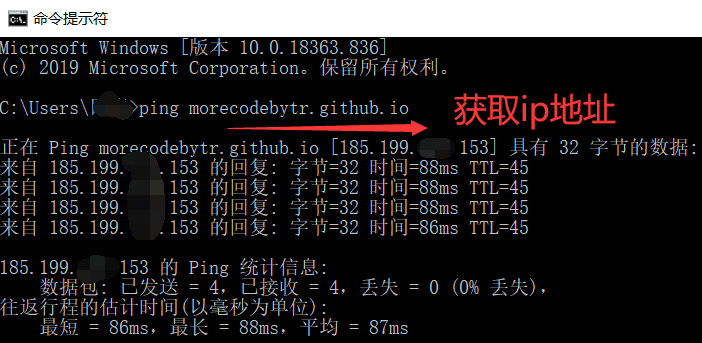 命令提示符
Microsoft Windows [版本 10.0.18363.836]
(c) 2019 Microsoft Corporation。保留所有权利。
C:\Users\ >ping morecodebytr.github.io
获取ip地址
正在 Ping morecodebytr.github.io [185.199. 153] 具有 32 字节的数据:
来自 185.199. .153 的回复: 字节=32 时间=88ms TTL=45
来自 185.199. .153 的回复: 字节=32 时间=88ms TTL=45
来自 185.199. .153 的回复: 字节=32 时间=88ms TTL=45
来自 185.199. .153 的回复: 字节=32 时间=86ms TTL=45
185.199. 153 的 Ping 统计信息:
数据包: 已发送 = 4，已接收 = 4，丢失 = 0 (0% 丢失)，
往返行程的估计时间(以毫秒为单位):
最短 = 86ms，最长 = 88ms，平均 = 87ms